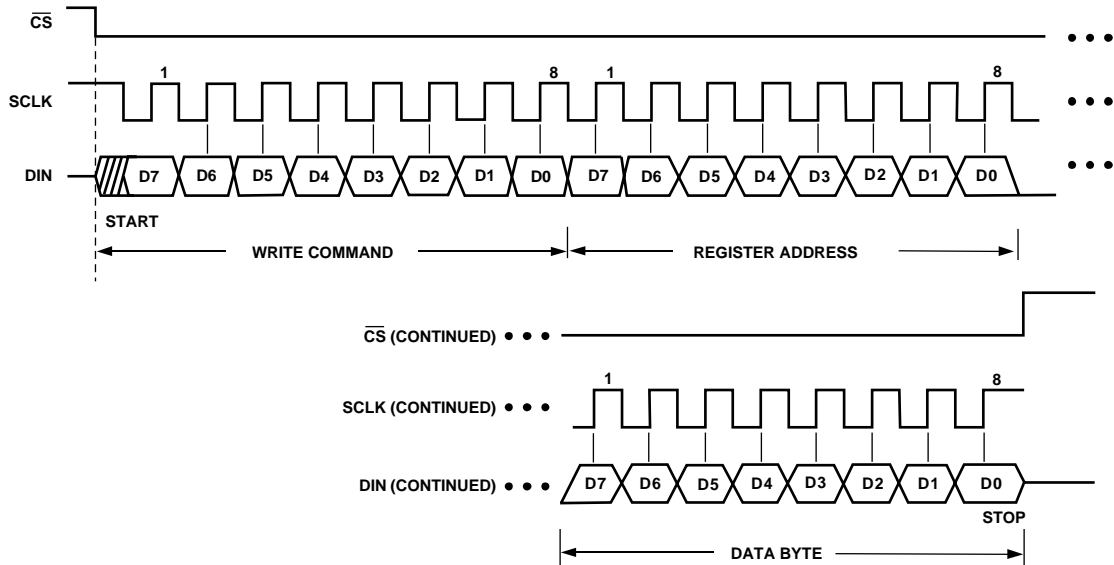 CS
1 8 1 8
SCLK
DIN D7 D6 D5 D4 D3 D2 D1 D0 D7 D6 D5 D4 D3 D2 D1 D0
START
WRITE COMMAND REGISTER ADDRESS
CS (CONTINUED)
1 8
SCLK (CONTINUED)
DIN (CONTINUED) D7 D6 D5 D4 D3 D2 D1 D0
STOP
DATA BYTE